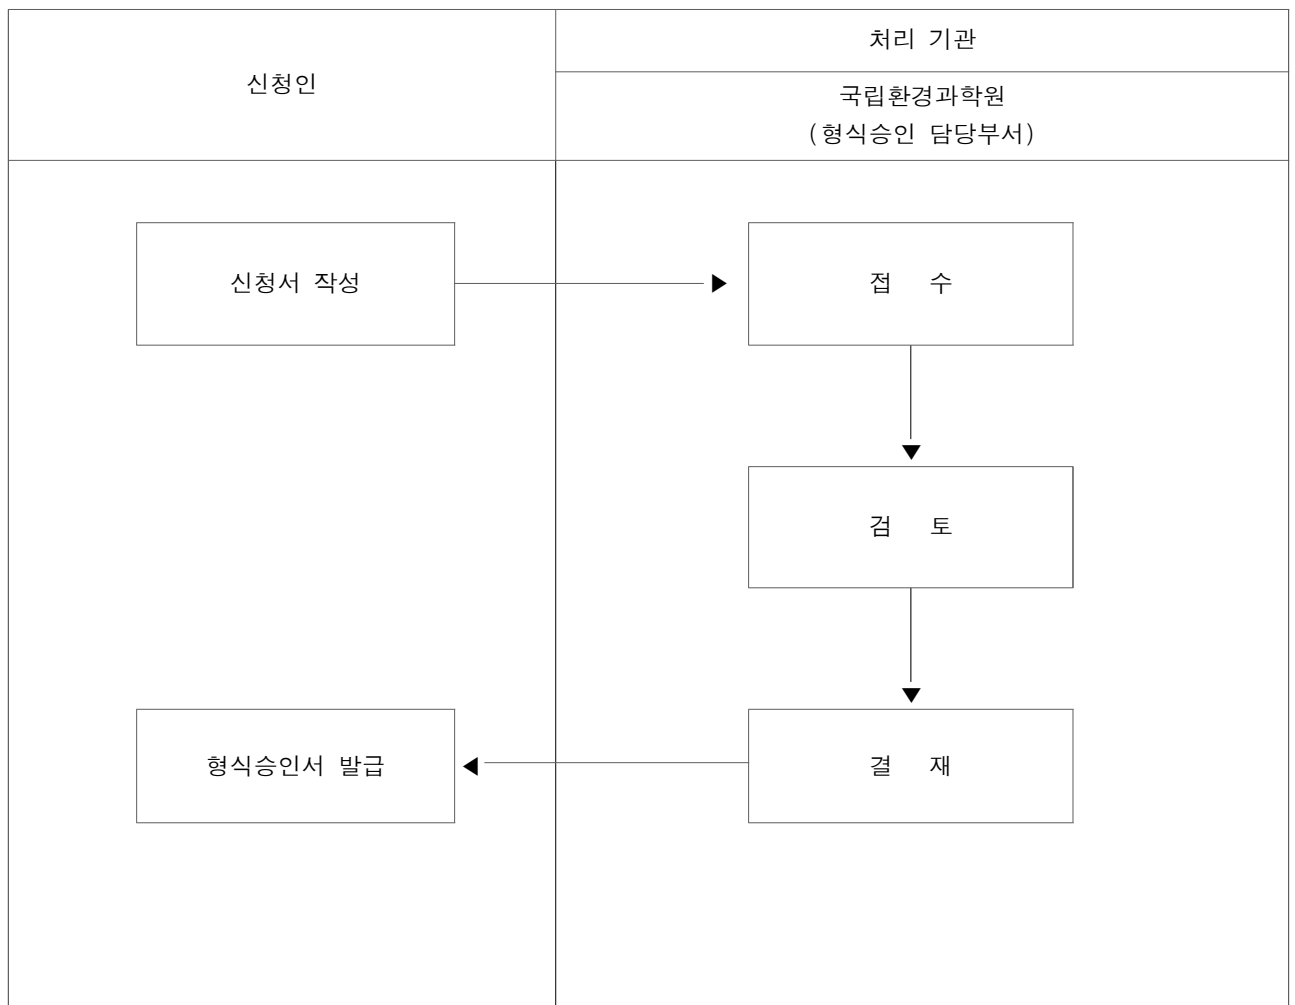 신청인
처리 기관
국립환경과학원
(형식승인 담당부서)
신청서 작성
접 수
검 토
형식승인서 발급
결 재